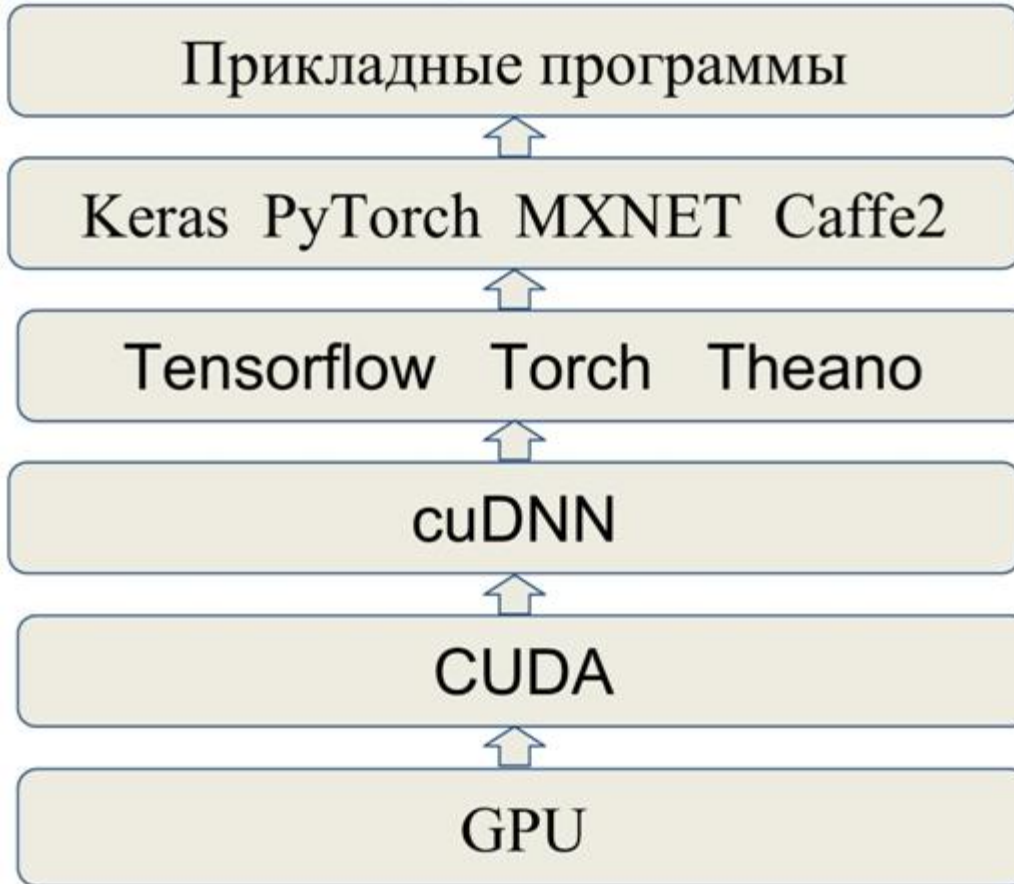 Прикладные программы
Keras PyTorch MXNET Caffe2
Tensorflow Torch Theano
cuDNN
CUDA
GPU